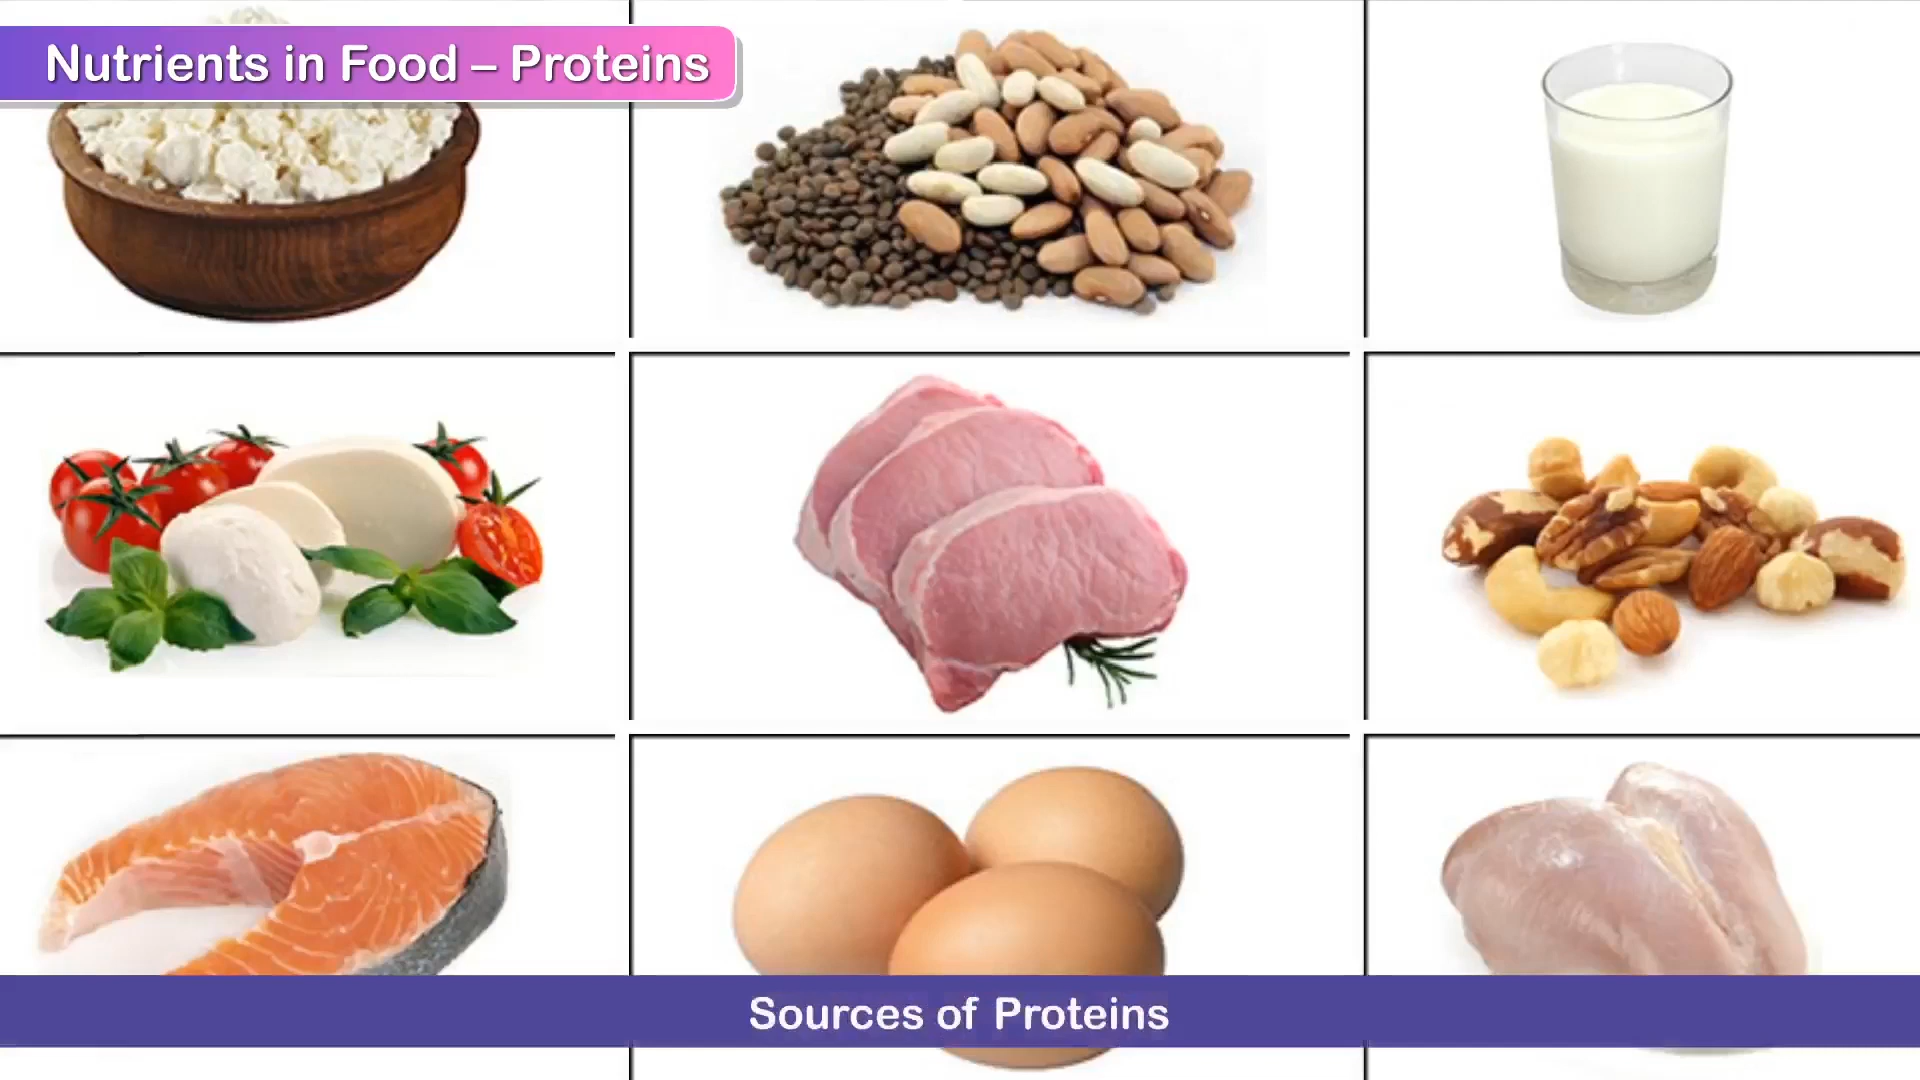 Nutrients in Food – Proteins
Sources of Proteins